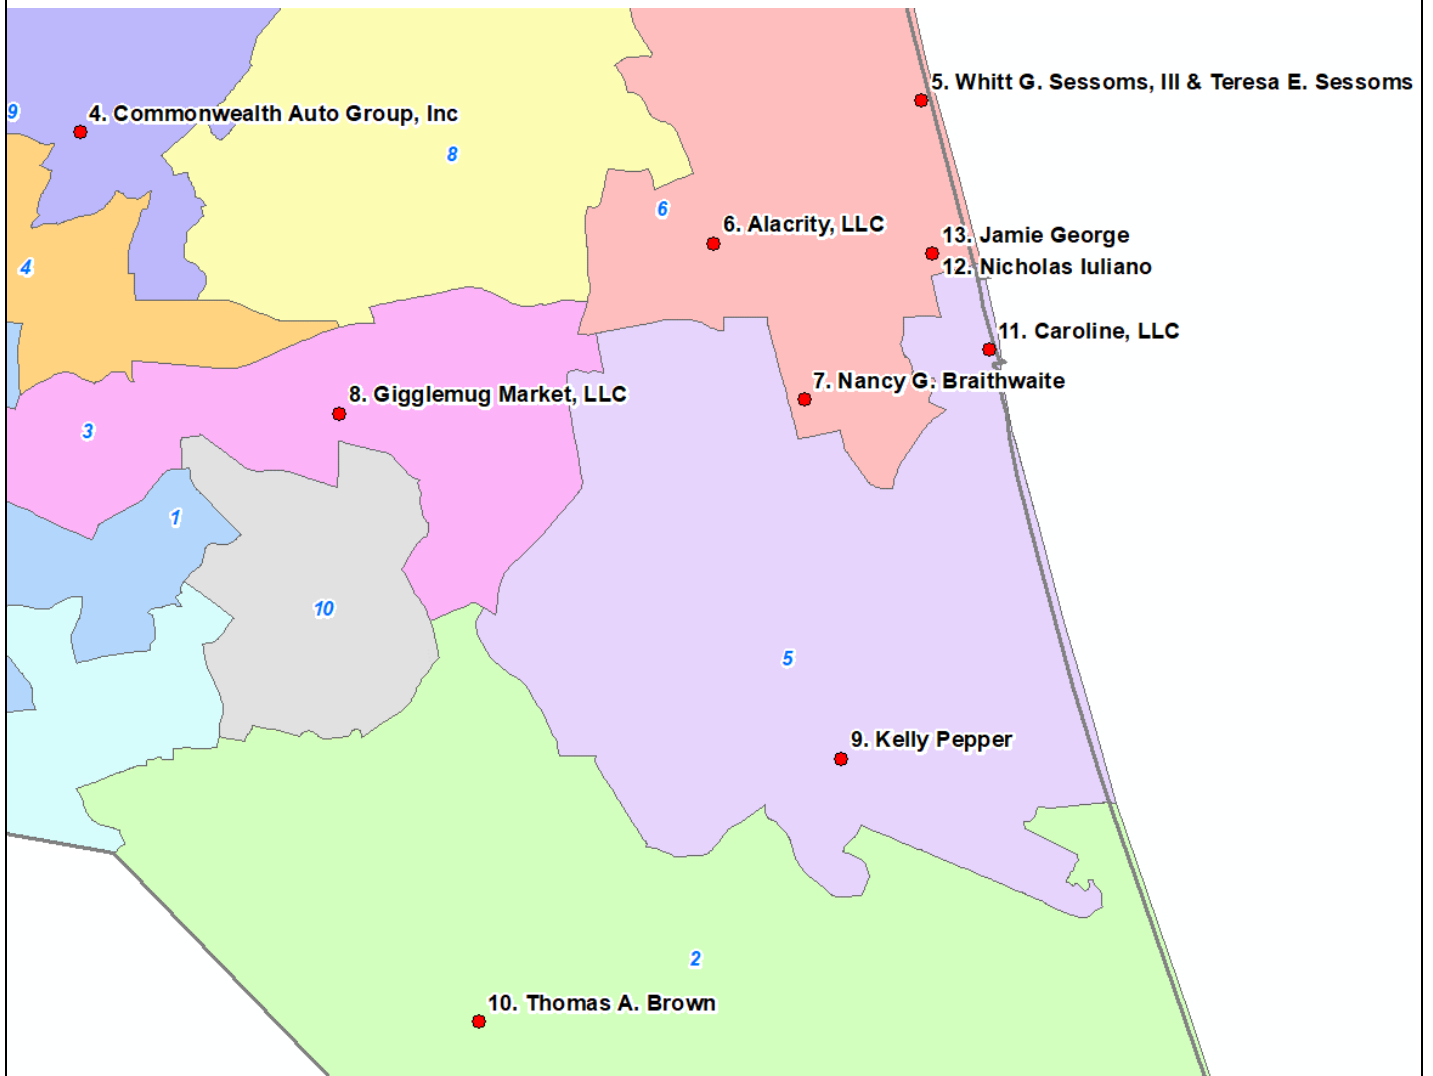 5. Whitt G. Sessoms, III & Teresa E. Sessoms
9
4. Commonwealth Auto Group, Inc
8
6
6. Alacrity, LLC
13. Jamie George
12. Nicholas Iuliano
4
11. Caroline, LLC
7. Nancy G. Braithwaite
8. Gigglemug Market, LLC
3
1
10
5
9. Kelly Pepper
2
10. Thomas A. Brown